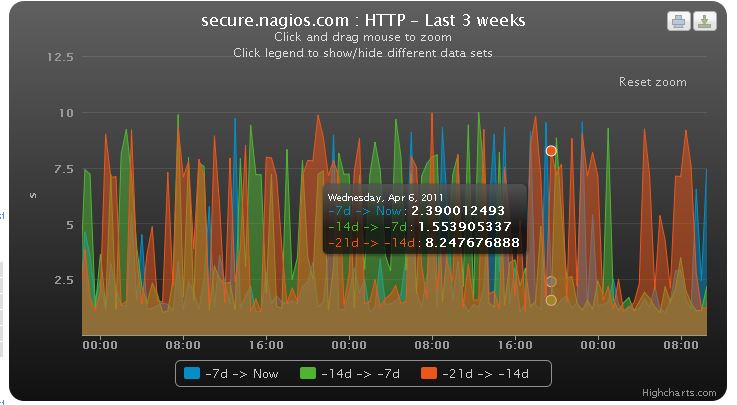 secure.nagios.com : HTTP - Last 3 weeks
Click and drag mouse to zoom
Click legend to show/hide different data sets
12.5
Reset zoom
10
7.5
s
5
2.5
Wednesday, Apr 6, 2011
-7d -> Now: 2.390012493
-14d -> -7d: 1.553905337
-21d -> -14d: 8.247676888
00:00 08:00 16:00 00:00 08:00 16:00 00:00 08:00
-7d -> Now -14d -> -7d -21d -> -14d
Highcharts.com